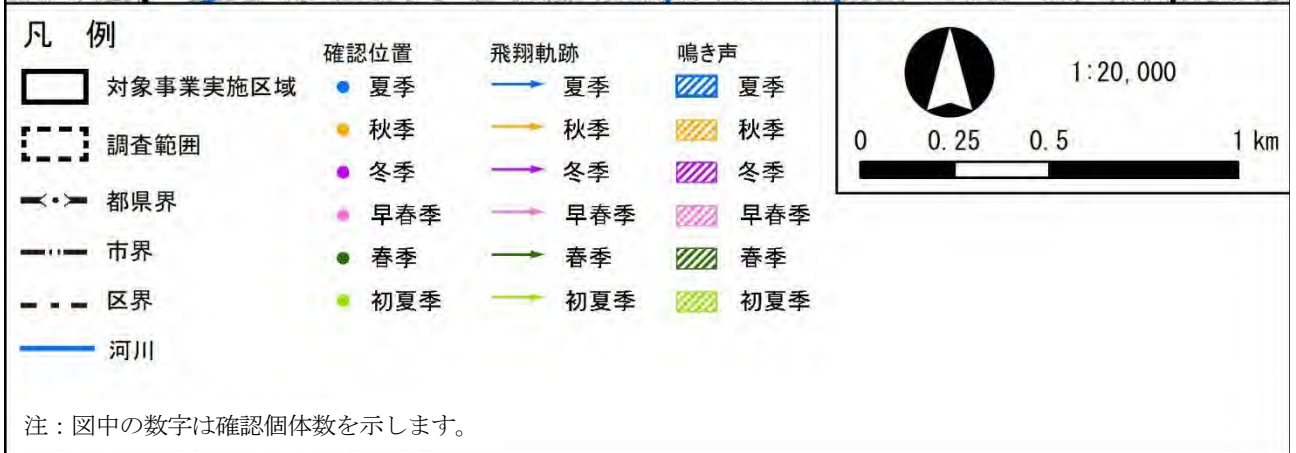 凡 例
対象事業実施区域
調査範囲
都県界
市界
区界
河川
確認位置
夏季
秋季
冬季
早春季
春季
初夏季
飛翔軌跡
夏季
秋季
冬季
早春季
春季
初夏季
鳴き声
夏季
秋季
冬季
早春季
春季
初夏季
1:20,000
0 0.25 0.5 1 km
注：図中の数字は確認個体数を示します。